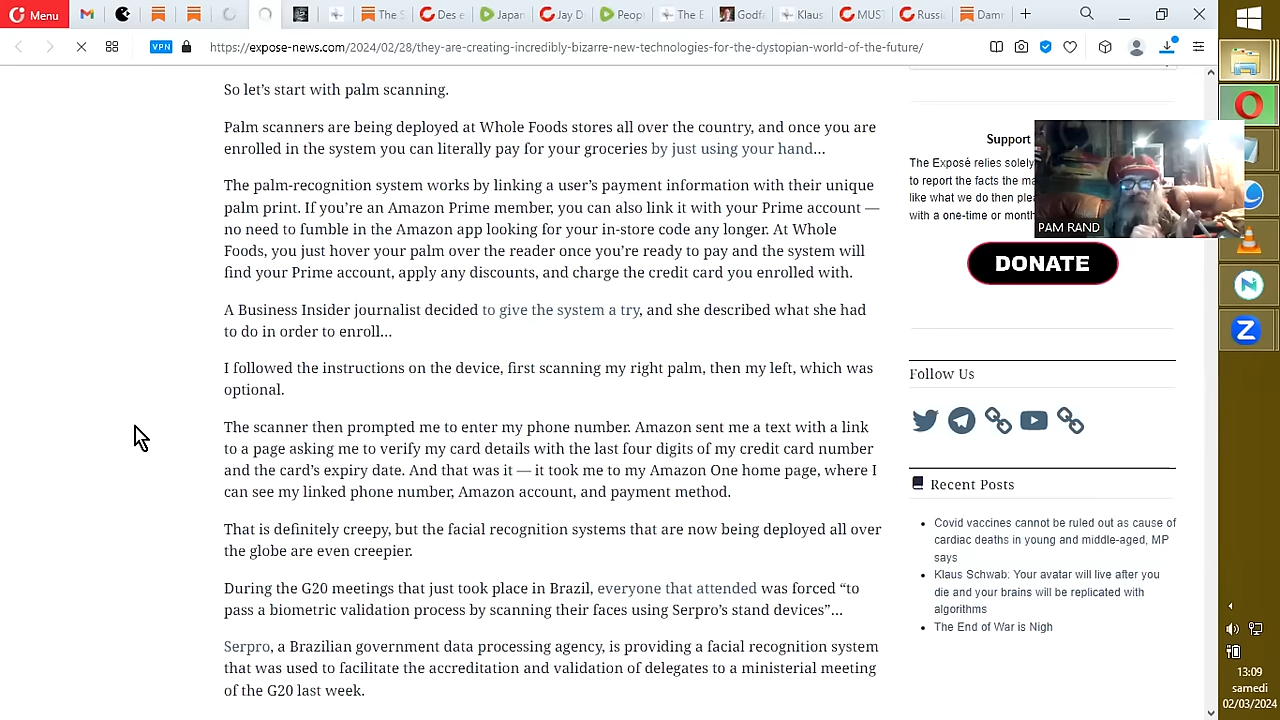 Menu
The S
Des e
Japan
Jay D
Peop
The E
Godfa
Klaus
MUS
Russi
Damn
VPN
https://expose-news.com/2024/02/28/they-are-creating-incredibly-bizarre-new-technologies-for-the-dystopian-world-of-the-future/
So let’s start with palm scanning.
Palm scanners are being deployed at Whole Foods stores all over the country, and once you are
enrolled in the system you can literally pay for your groceries by just using your hand…
The palm-recognition system works by linking a user’s payment information with their unique
palm print. If you’re an Amazon Prime member, you can also link it with your Prime account —
no need to fumble in the Amazon app looking for your in-store code any longer. At Whole
Foods, you just hover your palm over the reader once you’re ready to pay and the system will
find your Prime account, apply any discounts, and charge the credit card you enrolled with.
A Business Insider journalist decided to give the system a try, and she described what she had
to do in order to enroll…
I followed the instructions on the device, first scanning my right palm, then my left, which was
optional.
The scanner then prompted me to enter my phone number. Amazon sent me a text with a link
to a page asking me to verify my card details with the last four digits of my credit card number
and the card’s expiry date. And that was it — it took me to my Amazon One home page, where I
can see my linked phone number, Amazon account, and payment method.
That is definitely creepy, but the facial recognition systems that are now being deployed all over
the globe are even creepier.
During the G20 meetings that just took place in Brazil, everyone that attended was forced “to
pass a biometric validation process by scanning their faces using Serpro’s stand devices”…
Serpro, a Brazilian government data processing agency, is providing a facial recognition system
that was used to facilitate the accreditation and validation of delegates to a ministerial meeting
of the G20 last week.
Support
The Exposé relies solely
to report the facts the ma
like what we do then plea
with a one-time or month
PAM RAND
DONATE
Follow Us
Recent Posts
Covid vaccines cannot be ruled out as cause of
cardiac deaths in young and middle-aged, MP
says
Klaus Schwab: Your avatar will live after you
die and your brains will be replicated with
algorithms
The End of War is Nigh
13:09
samedi
02/03/2024